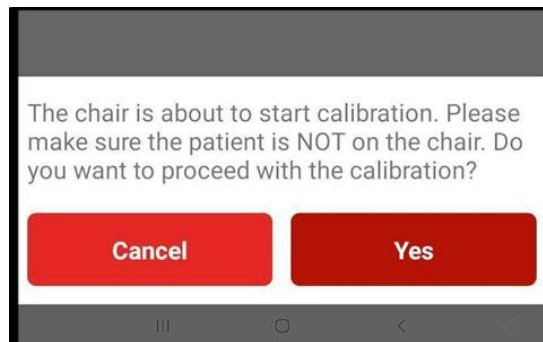 The chair is about to start calibration. Please
make sure the patient is NOT on the chair. Do
you want to proceed with the calibration?
Cancel
Yes